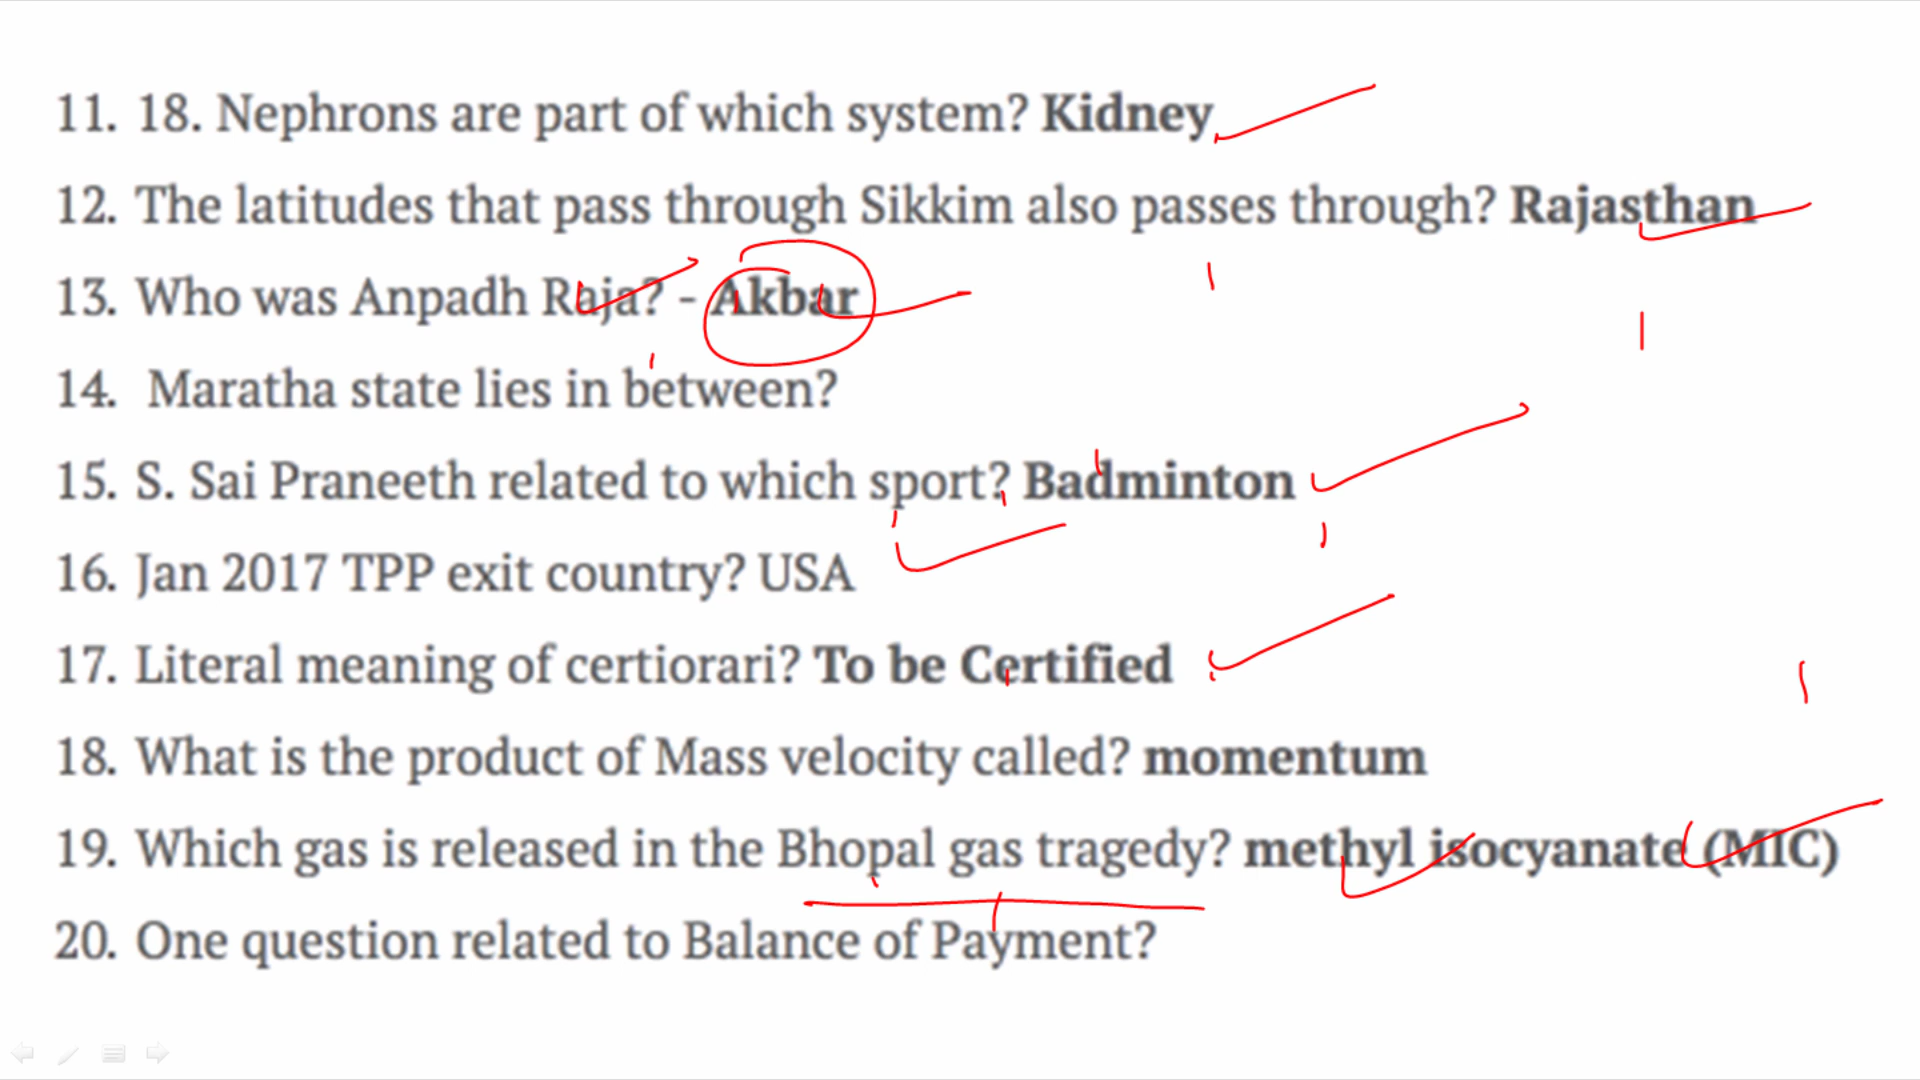 11. 18. Nephrons are part of which system? Kidney
12. The latitudes that pass through Sikkim also passes through? Rajasthan
13. Who was Anpadh Raja? - Akbar
14. Maratha state lies in between?
15. S. Sai Praneeth related to which sport? Badminton
16. Jan 2017 TPP exit country? USA
17. Literal meaning of certiorari? To be Certified
18. What is the product of Mass velocity called? momentum
19. Which gas is released in the Bhopal gas tragedy? methyl isocyanate (MIC)
20. One question related to Balance of Payment?